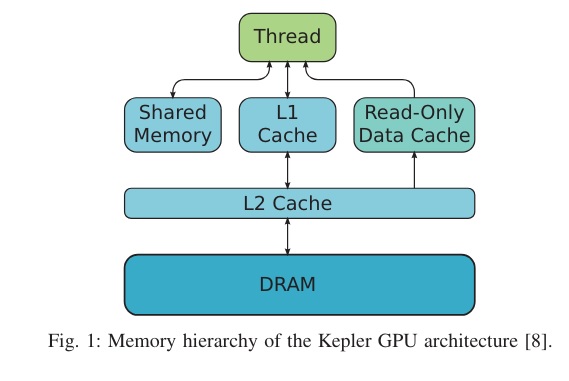 Thread
Shared
Memory
L1
Cache
Read-Only
Data Cache
L2 Cache
DRAM
Fig. 1: Memory hierarchy of the Kepler GPU architecture [8].